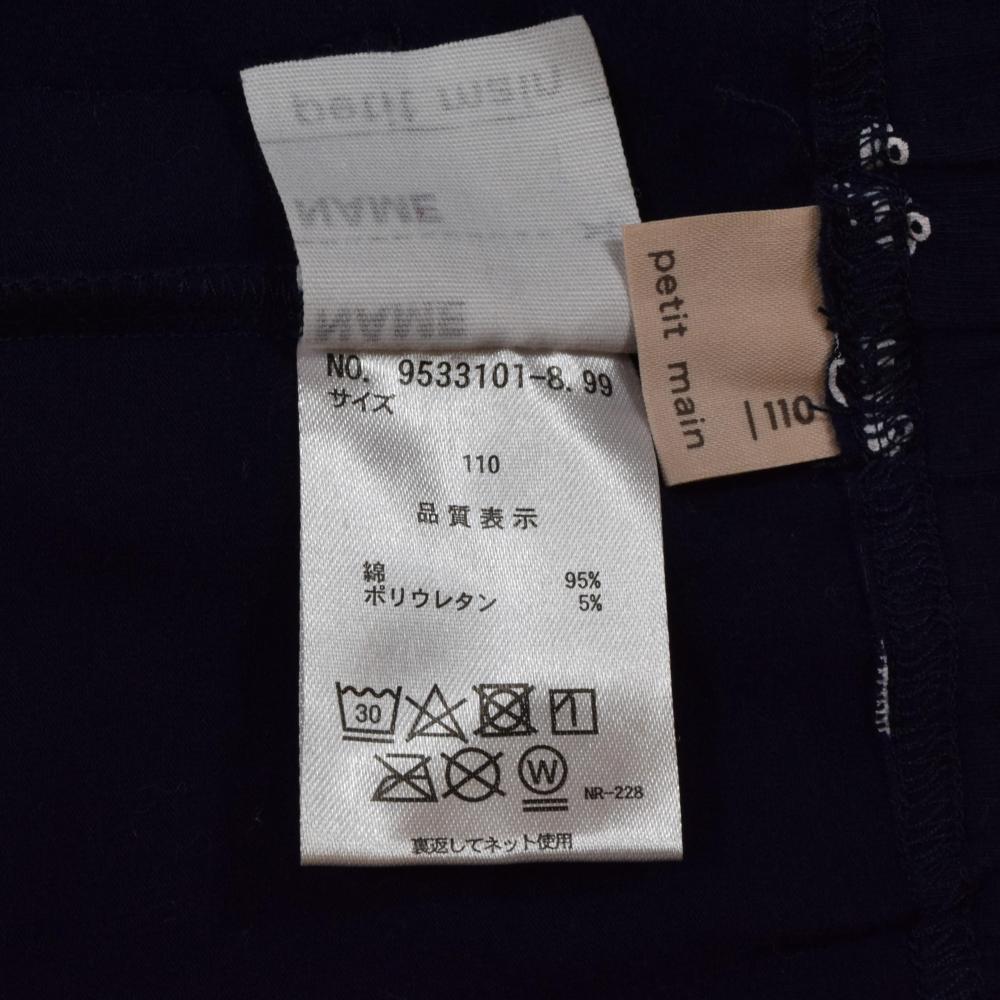 petit main
NAME
NAME
NO. 9533101-8.99
サイズ
110
品質表示
綿 95%
ポリウレタン 5%
30
W
NR-228
裏返してネット使用
petit main
110